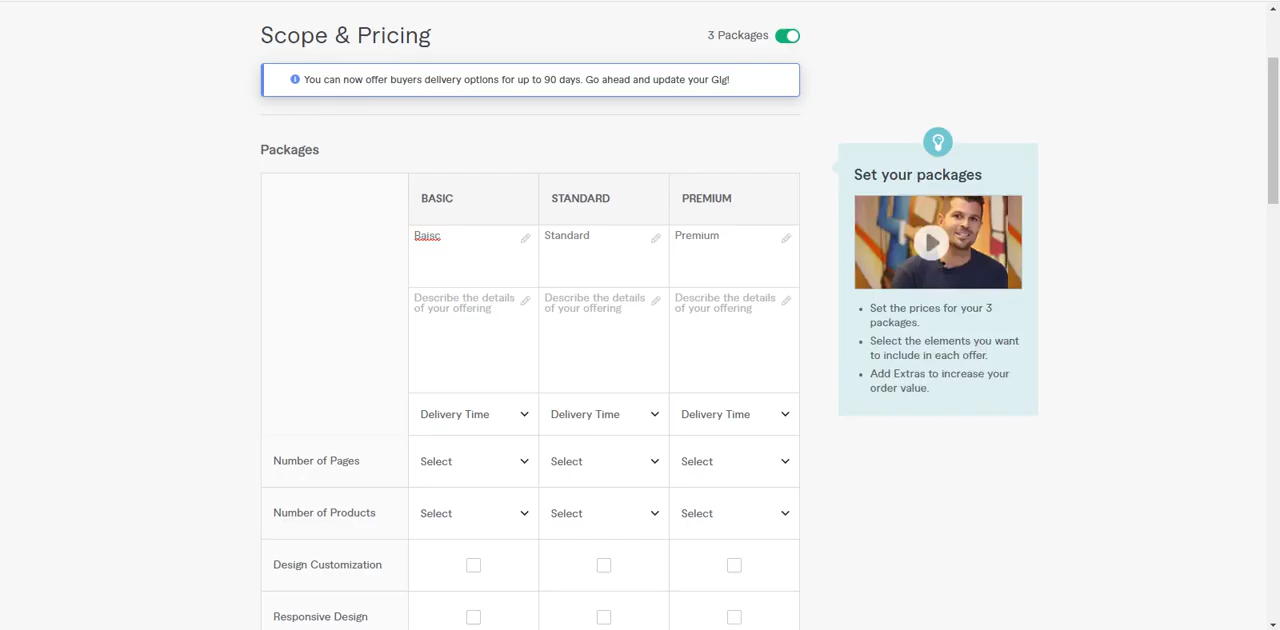 Scope & Pricing
3 Packages
You can now offer buyers delivery options for up to 90 days. Go ahead and update your GIg!
Packages
BASIC
STANDARD
PREMIUM
Baisc
Standard
Premium
Describe the details
of your offering
Describe the details
of your offering
Describe the details
of your offering
Delivery Time
Delivery Time
Delivery Time
Number of Pages
Select
Select
Select
Number of Products
Select
Select
Select
Design Customization
Responsive Design
Set your packages
Set the prices for your 3
packages.
Select the elements you want
to include in each offer.
Add Extras to increase your
order value.